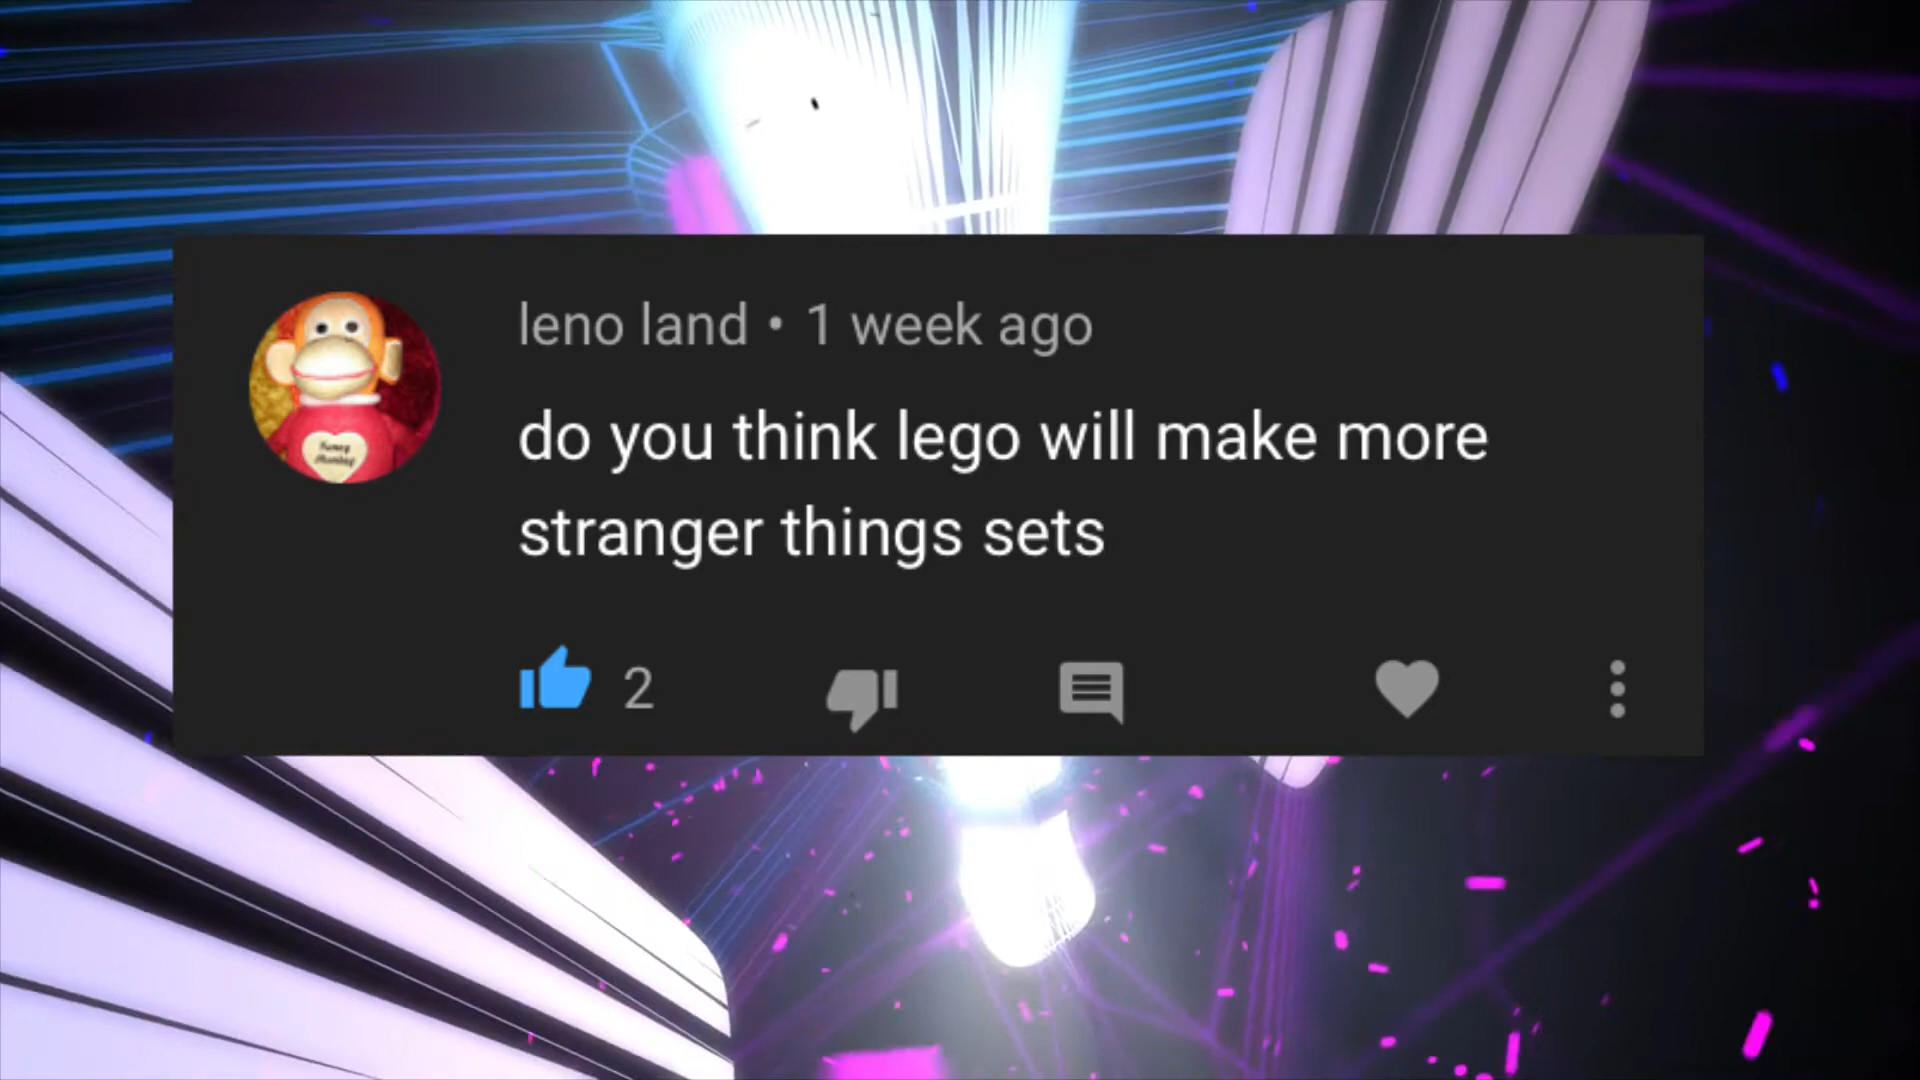 leno land • 1 week ago
do you think lego will make more
stranger things sets
2